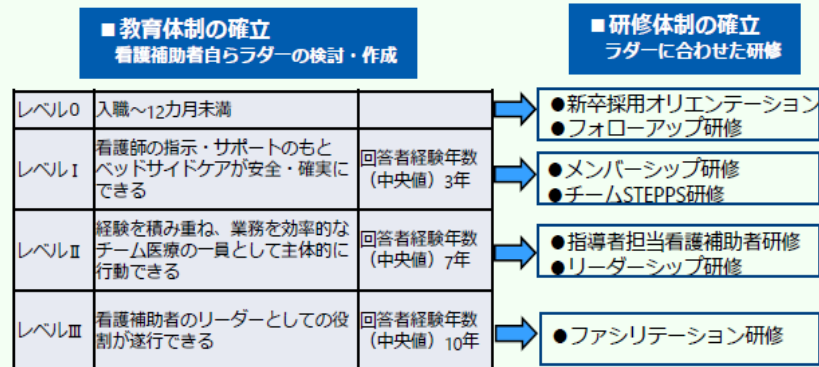 ■教育体制の確立
看護補助者自らラダーの検討・作成
■研修体制の確立
ラダーに合わせた研修
レベル0
入職～12カ月未満
●新卒採用オリエンテーション
●フォローアップ研修
レベルⅠ
看護師の指示・サポートのもと
ベッドサイドケアが安全・確実に
できる
回答者経験年数
（中央値）3年
●メンバーシップ研修
●チームSTEPPS研修
レベルⅡ
経験を積み重ね、業務を効率的な
チーム医療の一員として主体的に
行動できる
回答者経験年数
（中央値）7年
●指導者担当看護補助者研修
●リーダーシップ研修
レベルⅢ
看護補助者のリーダーとしての役
割が遂行できる
回答者経験年数
（中央値）10年
●ファシリテーション研修